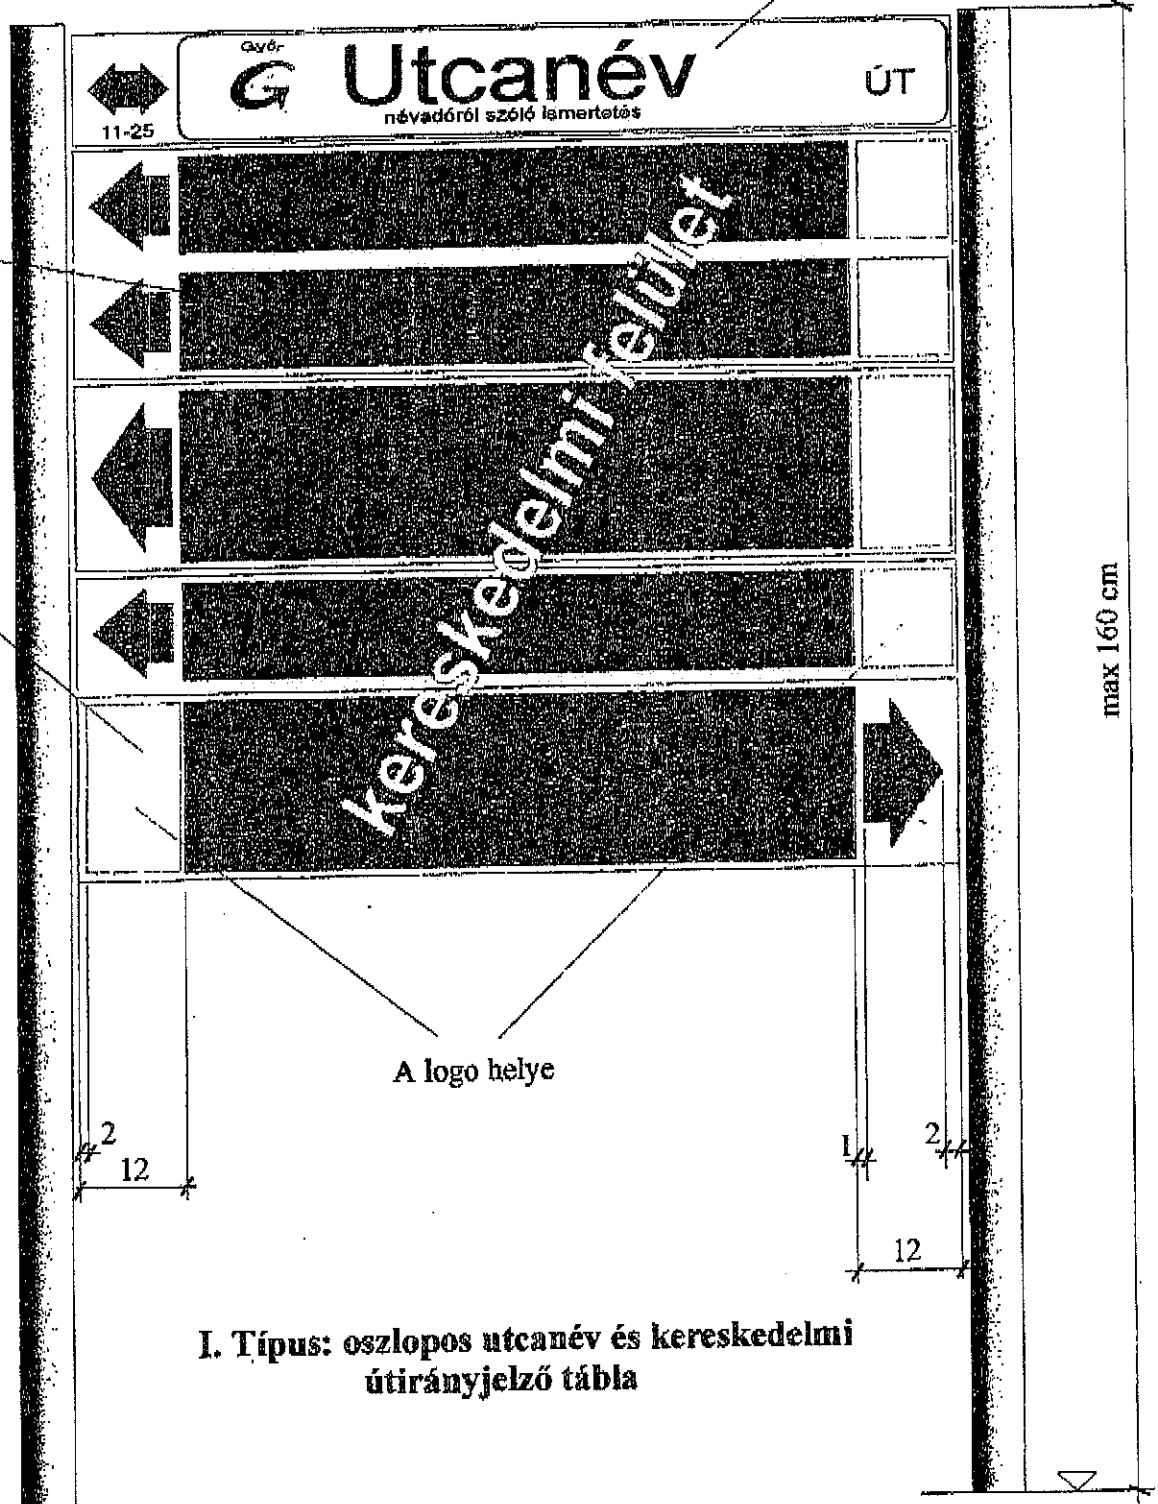 Győr
Utcanév
ÚT
névadóról szóló ismertetés
11-25
kereskedelmi felület
max 160 cm
A logo helye
2
12
1
2
12
I. Típus: oszlopos utcanév és kereskedelmi
útirányjelző tábla